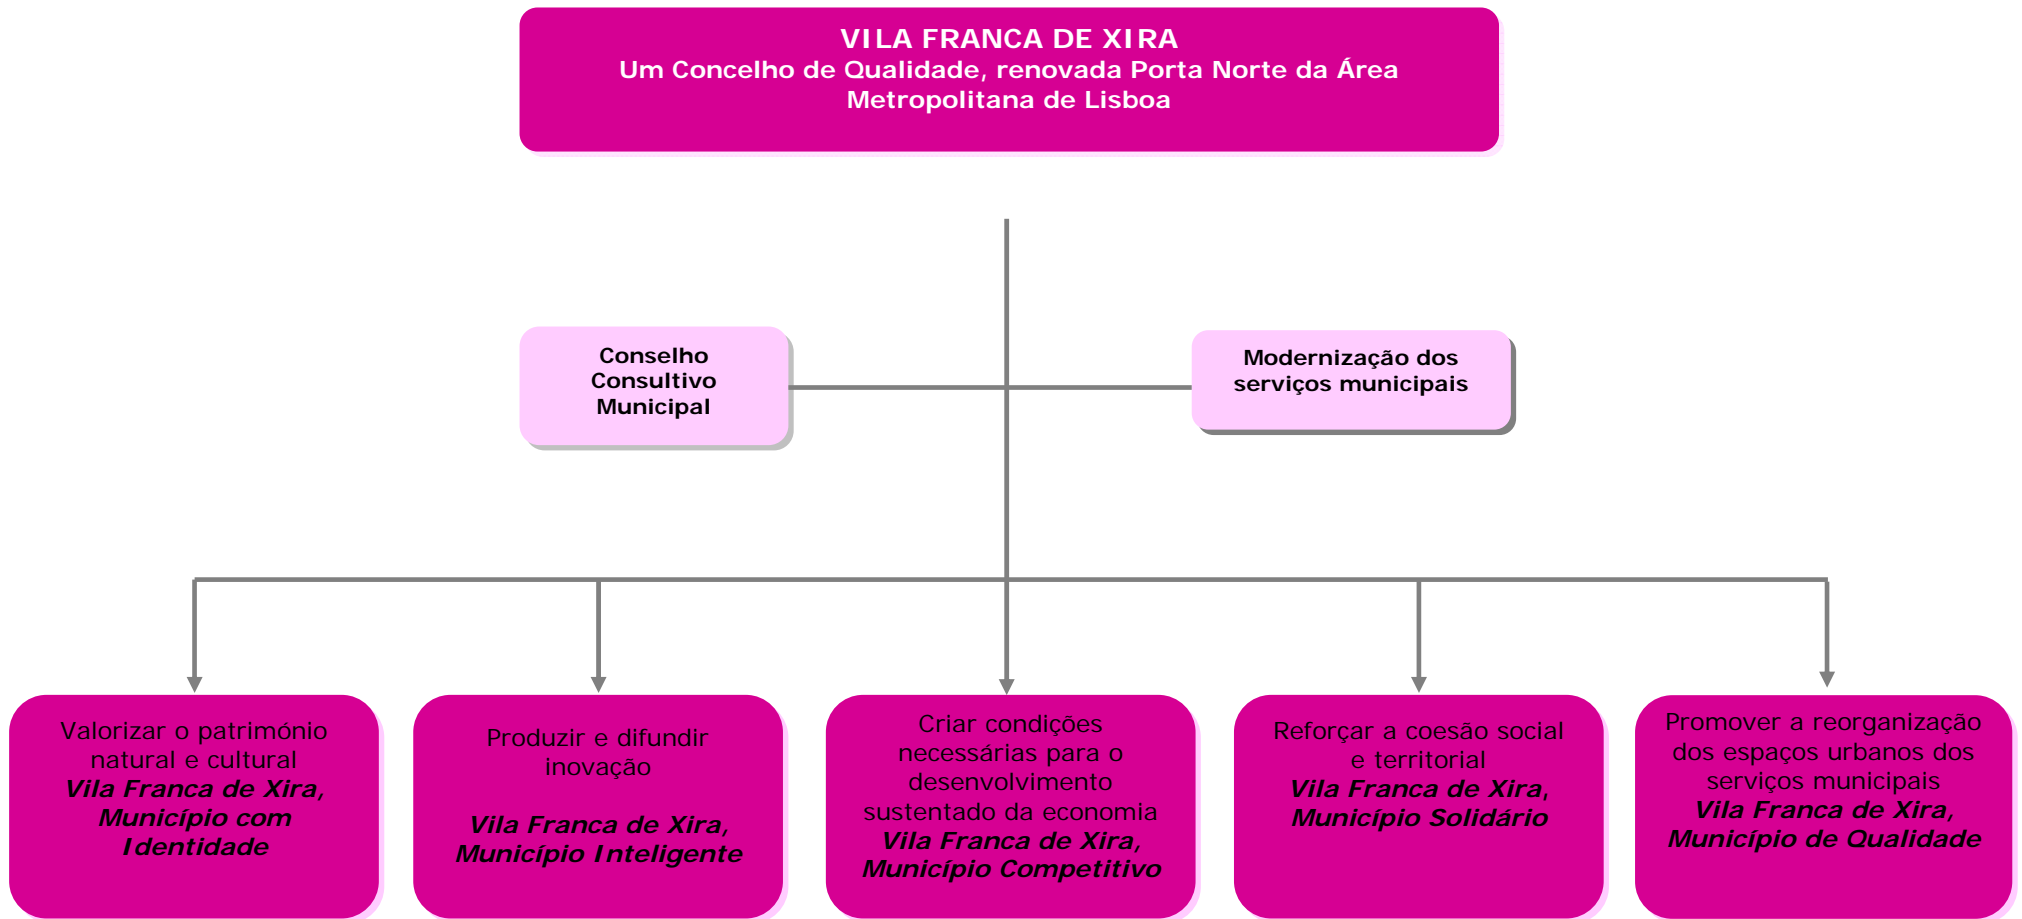 VILA FRANCA DE XIRA
Um Concelho de Qualidade, renovada Porta Norte da Área
Metropolitana de Lisboa
Conselho
Consultivo
Municipal
Modernização dos
serviços municipais
Valorizar o património
natural e cultural
Vila Franca de Xira,
Município com
Identidade
Produzir e difundir
inovação
Vila Franca de Xira,
Município Inteligente
Criar condições
necessárias para o
desenvolvimento
sustentado da economia
Vila Franca de Xira,
Município Competitivo
Reforçar a coesão social
e territorial
Vila Franca de Xira,
Município Solidário
Promover a reorganização
dos espaços urbanos dos
serviços municipais
Vila Franca de Xira,
Município de Qualidade